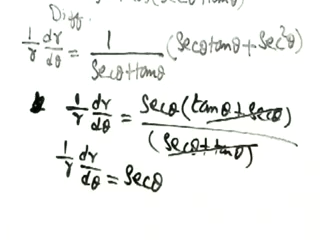 Diff.
1/r dr/dθ = 1/(secθ+tanθ) (secθtanθ+sec²θ)
1/r dr/dθ = secθ(tanθ+secθ)/(secθ+tanθ)
1/r dr/dθ = secθ